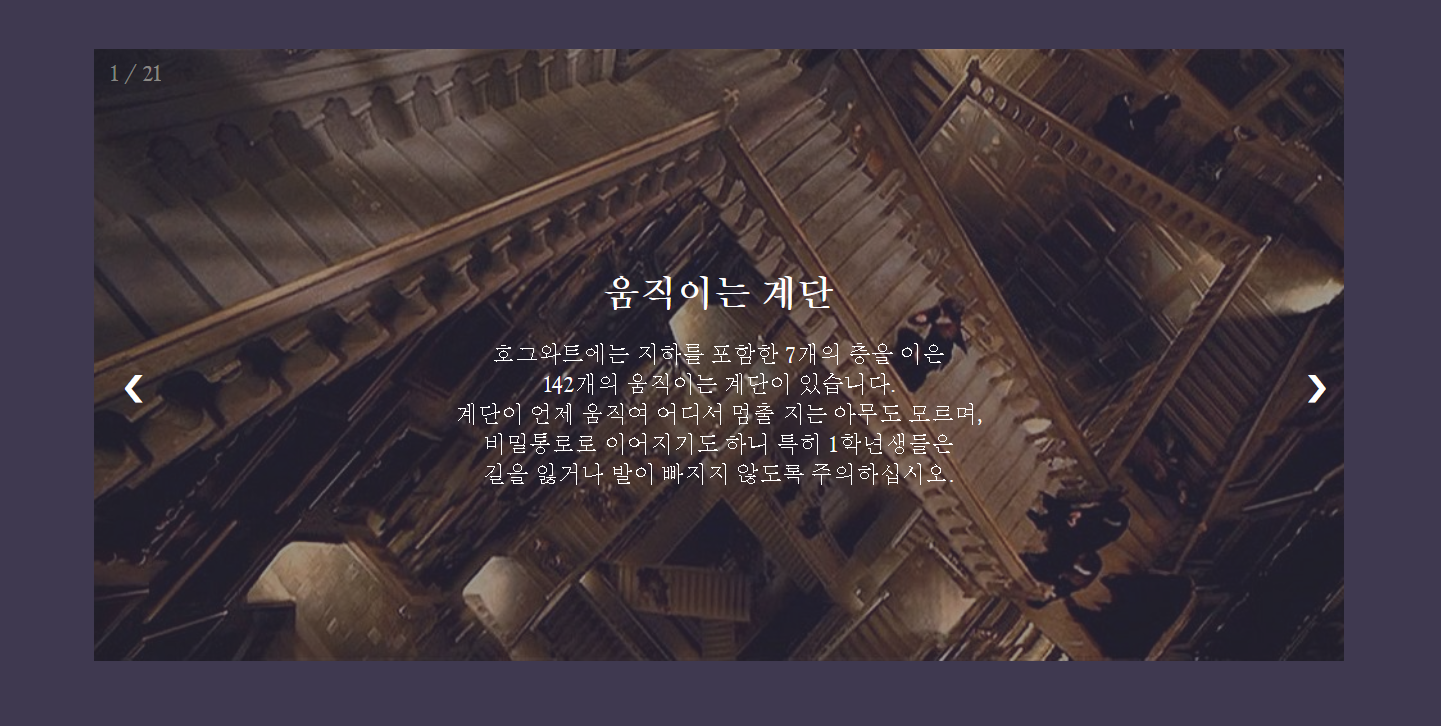 1 / 21
움직이는 계단
호그와트에는 지하를 포함한 7개의 층을 이은
142개의 움직이는 계단이 있습니다.
계단이 언제 움직여 어디서 멈출 지는 아무도 모르며,
비밀통로로 이어지기도 하니 특히 1학년생들은
길을 잃거나 발이 빠지지 않도록 주의하십시오.